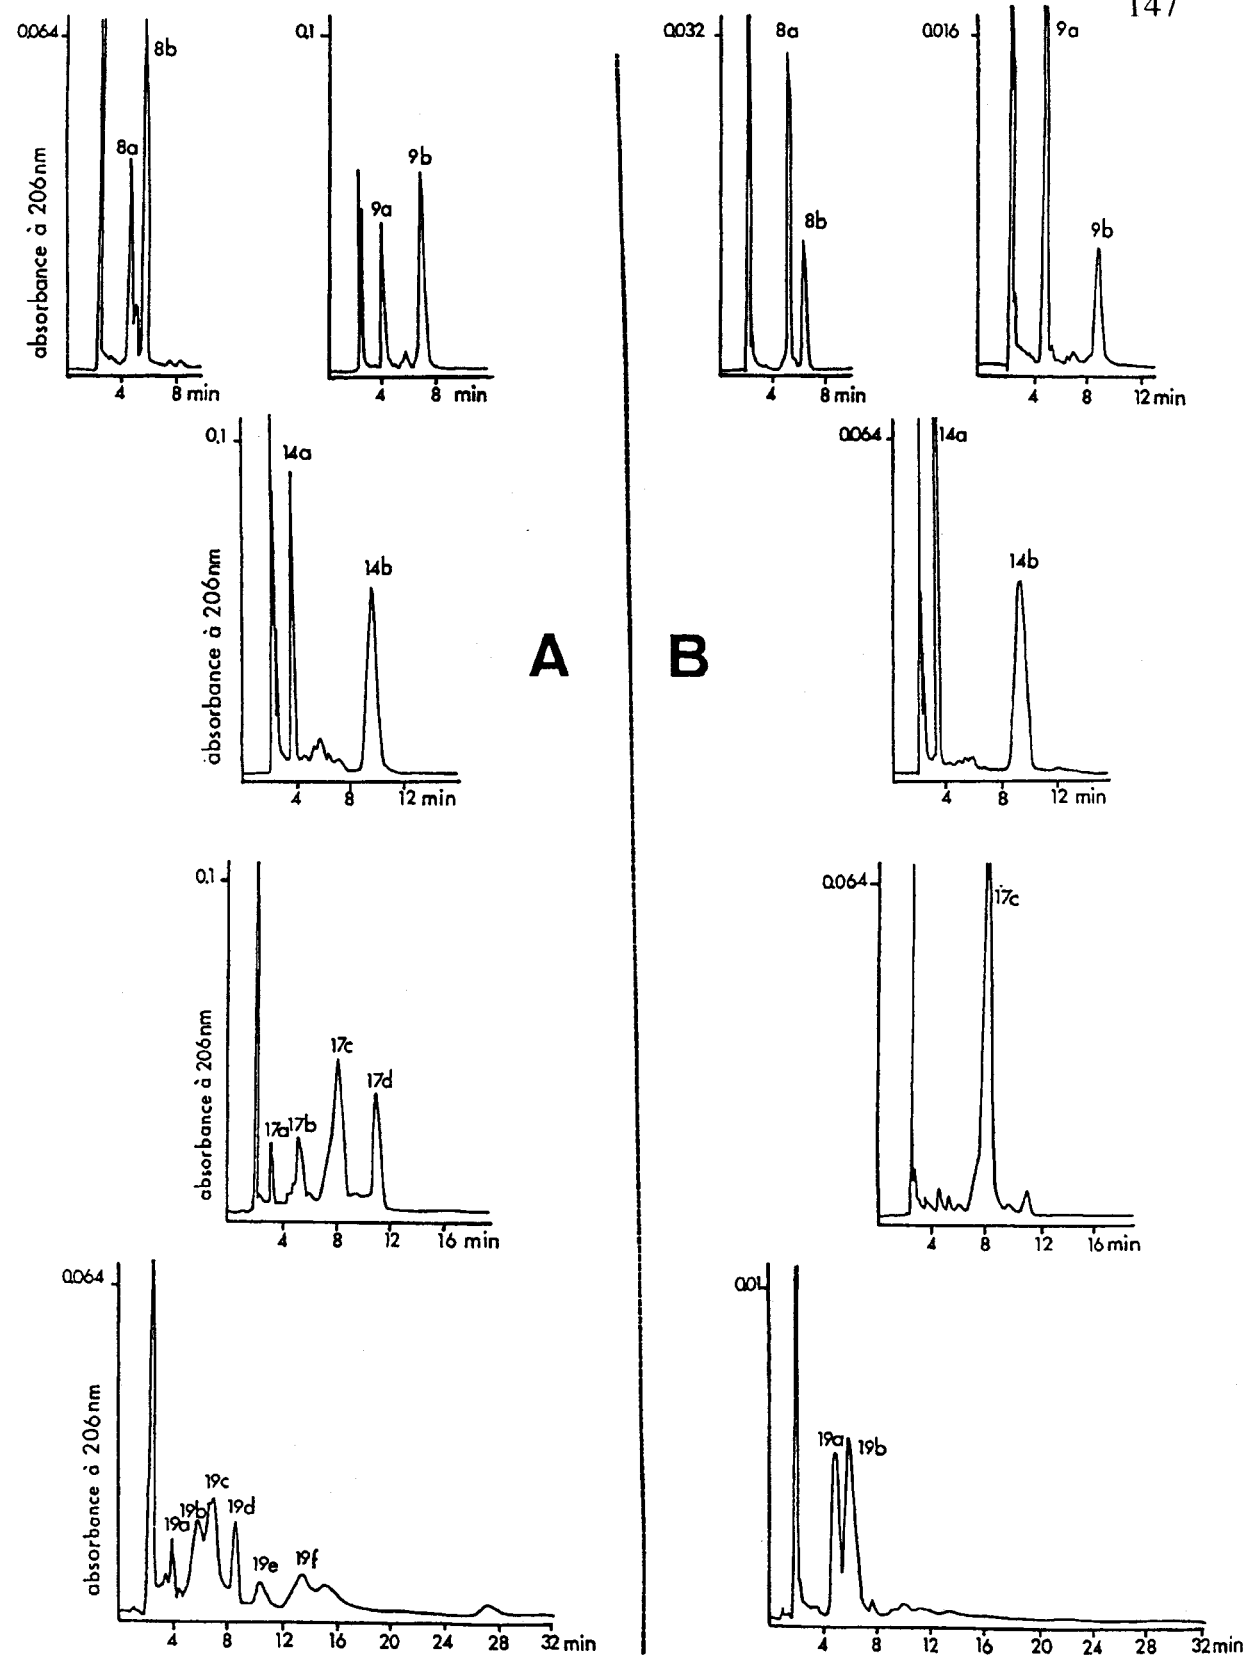 147
0,064
8b
8a
absorbance à 206nm
4 8 min
0,1
9b
9a
4 8 min
0,032
8a
8b
4 8 min
0,016
9a
9b
4 8 12 min
0,1
14a
14b
absorbance à 206nm
4 8 12 min
A
B
0,064
14a
14b
4 8 12 min
0,1
17c
17d
17a 17b
absorbance à 206nm
4 8 12 16 min
0,064
17c
4 8 12 16 min
0,064
19c
19b 19d
19a
19e 19f
absorbance à 206nm
4 8 12 16 20 24 28 32 min
0,01
19a 19b
4 8 12 16 20 24 28 32 min